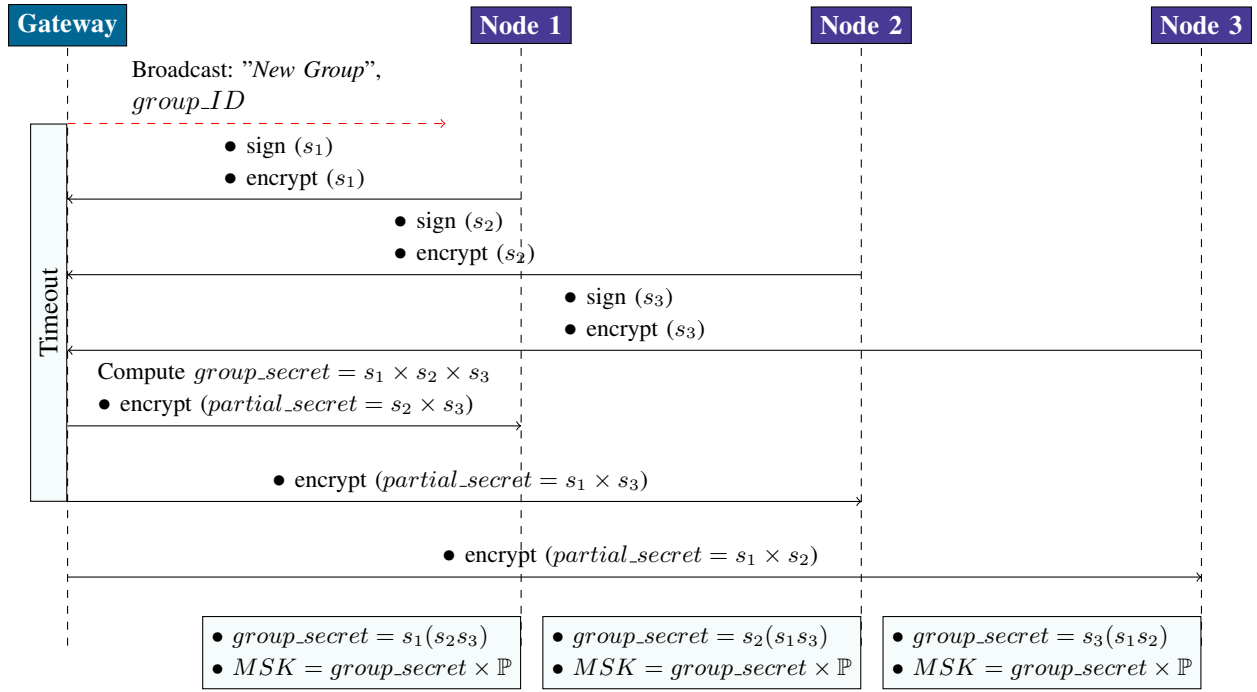 Gateway
Node 1
Node 2
Node 3
Broadcast: ”New Group”,
group_ID
• sign (s₁)
• encrypt (s₁)
• sign (s₂)
• encrypt (s₂)
• sign (s₃)
• encrypt (s₃)
Timeout
Compute group_secret = s₁ × s₂ × s₃
• encrypt (partial_secret = s₂ × s₃)
• encrypt (partial_secret = s₁ × s₃)
• encrypt (partial_secret = s₁ × s₂)
• group_secret = s₁(s₂s₃)
• MSK = group_secret × ℙ
• group_secret = s₂(s₁s₃)
• MSK = group_secret × ℙ
• group_secret = s₃(s₁s₂)
• MSK = group_secret × ℙ